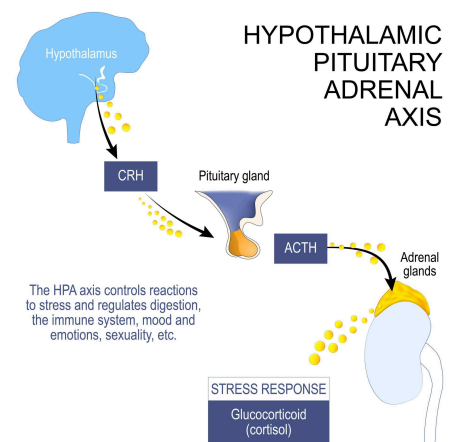 HYPOTHALAMIC
PITUITARY
ADRENAL
AXIS
Hypothalamus
CRH
Pituitary gland
ACTH
Adrenal
glands
The HPA axis controls reactions
to stress and regulates digestion,
the immune system, mood and
emotions, sexuality, etc.
STRESS RESPONSE
Glucocorticoid
(cortisol)